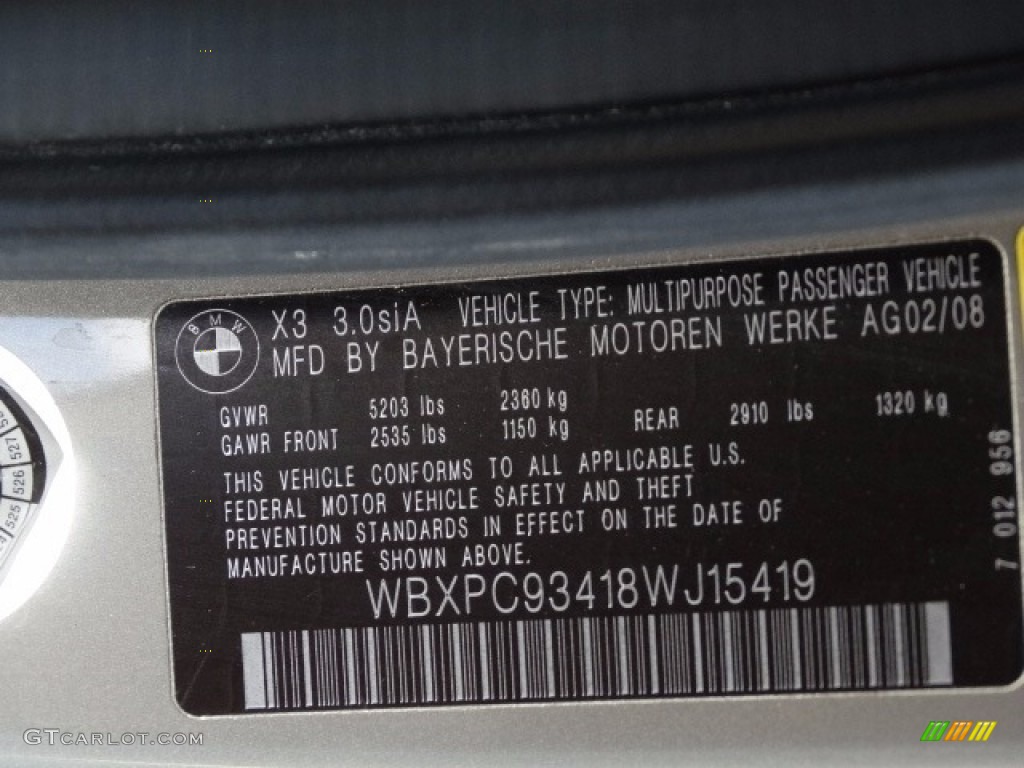 X3 3.0siA VEHICLE TYPE: MULTIPURPOSE PASSENGER VEHICLE
BMW MFD BY BAYERISCHE MOTOREN WERKE AG02/08
GVWR 5203 lbs 2360 kg
GAWR FRONT 2535 lbs 1150 kg REAR 2910 lbs 1320 kg
THIS VEHICLE CONFORMS TO ALL APPLICABLE U.S.
FEDERAL MOTOR VEHICLE SAFETY AND THEFT
PREVENTION STANDARDS IN EFFECT ON THE DATE OF
MANUFACTURE SHOWN ABOVE.
WBXPC93418WJ15419
7 012 956
527
526
525
GTCARLOT.COM